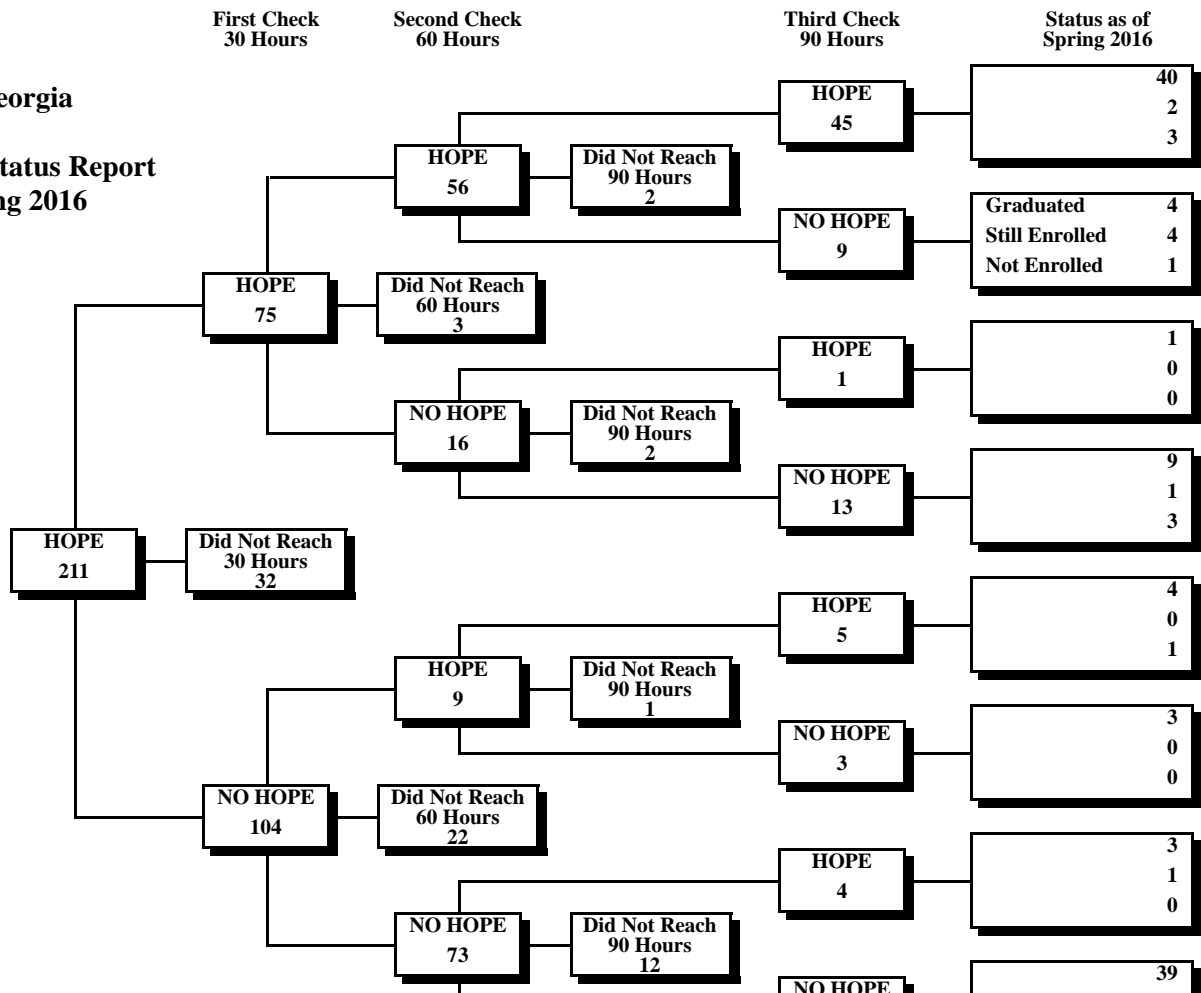 First Check
30 Hours
Second Check
60 Hours
Third Check
90 Hours
Status as of
Spring 2016
eorgia
tatus Report
ng 2016
HOPE
45
40
2
3
HOPE
56
Did Not Reach
90 Hours
2
NO HOPE
9
Graduated 4
Still Enrolled 4
Not Enrolled 1
HOPE
75
Did Not Reach
60 Hours
3
HOPE
1
1
0
0
NO HOPE
16
Did Not Reach
90 Hours
2
NO HOPE
13
9
1
3
HOPE
211
Did Not Reach
30 Hours
32
HOPE
5
4
0
1
HOPE
9
Did Not Reach
90 Hours
1
NO HOPE
3
3
0
0
NO HOPE
104
Did Not Reach
60 Hours
22
HOPE
4
3
1
0
NO HOPE
73
Did Not Reach
90 Hours
12
NO HOPE
39